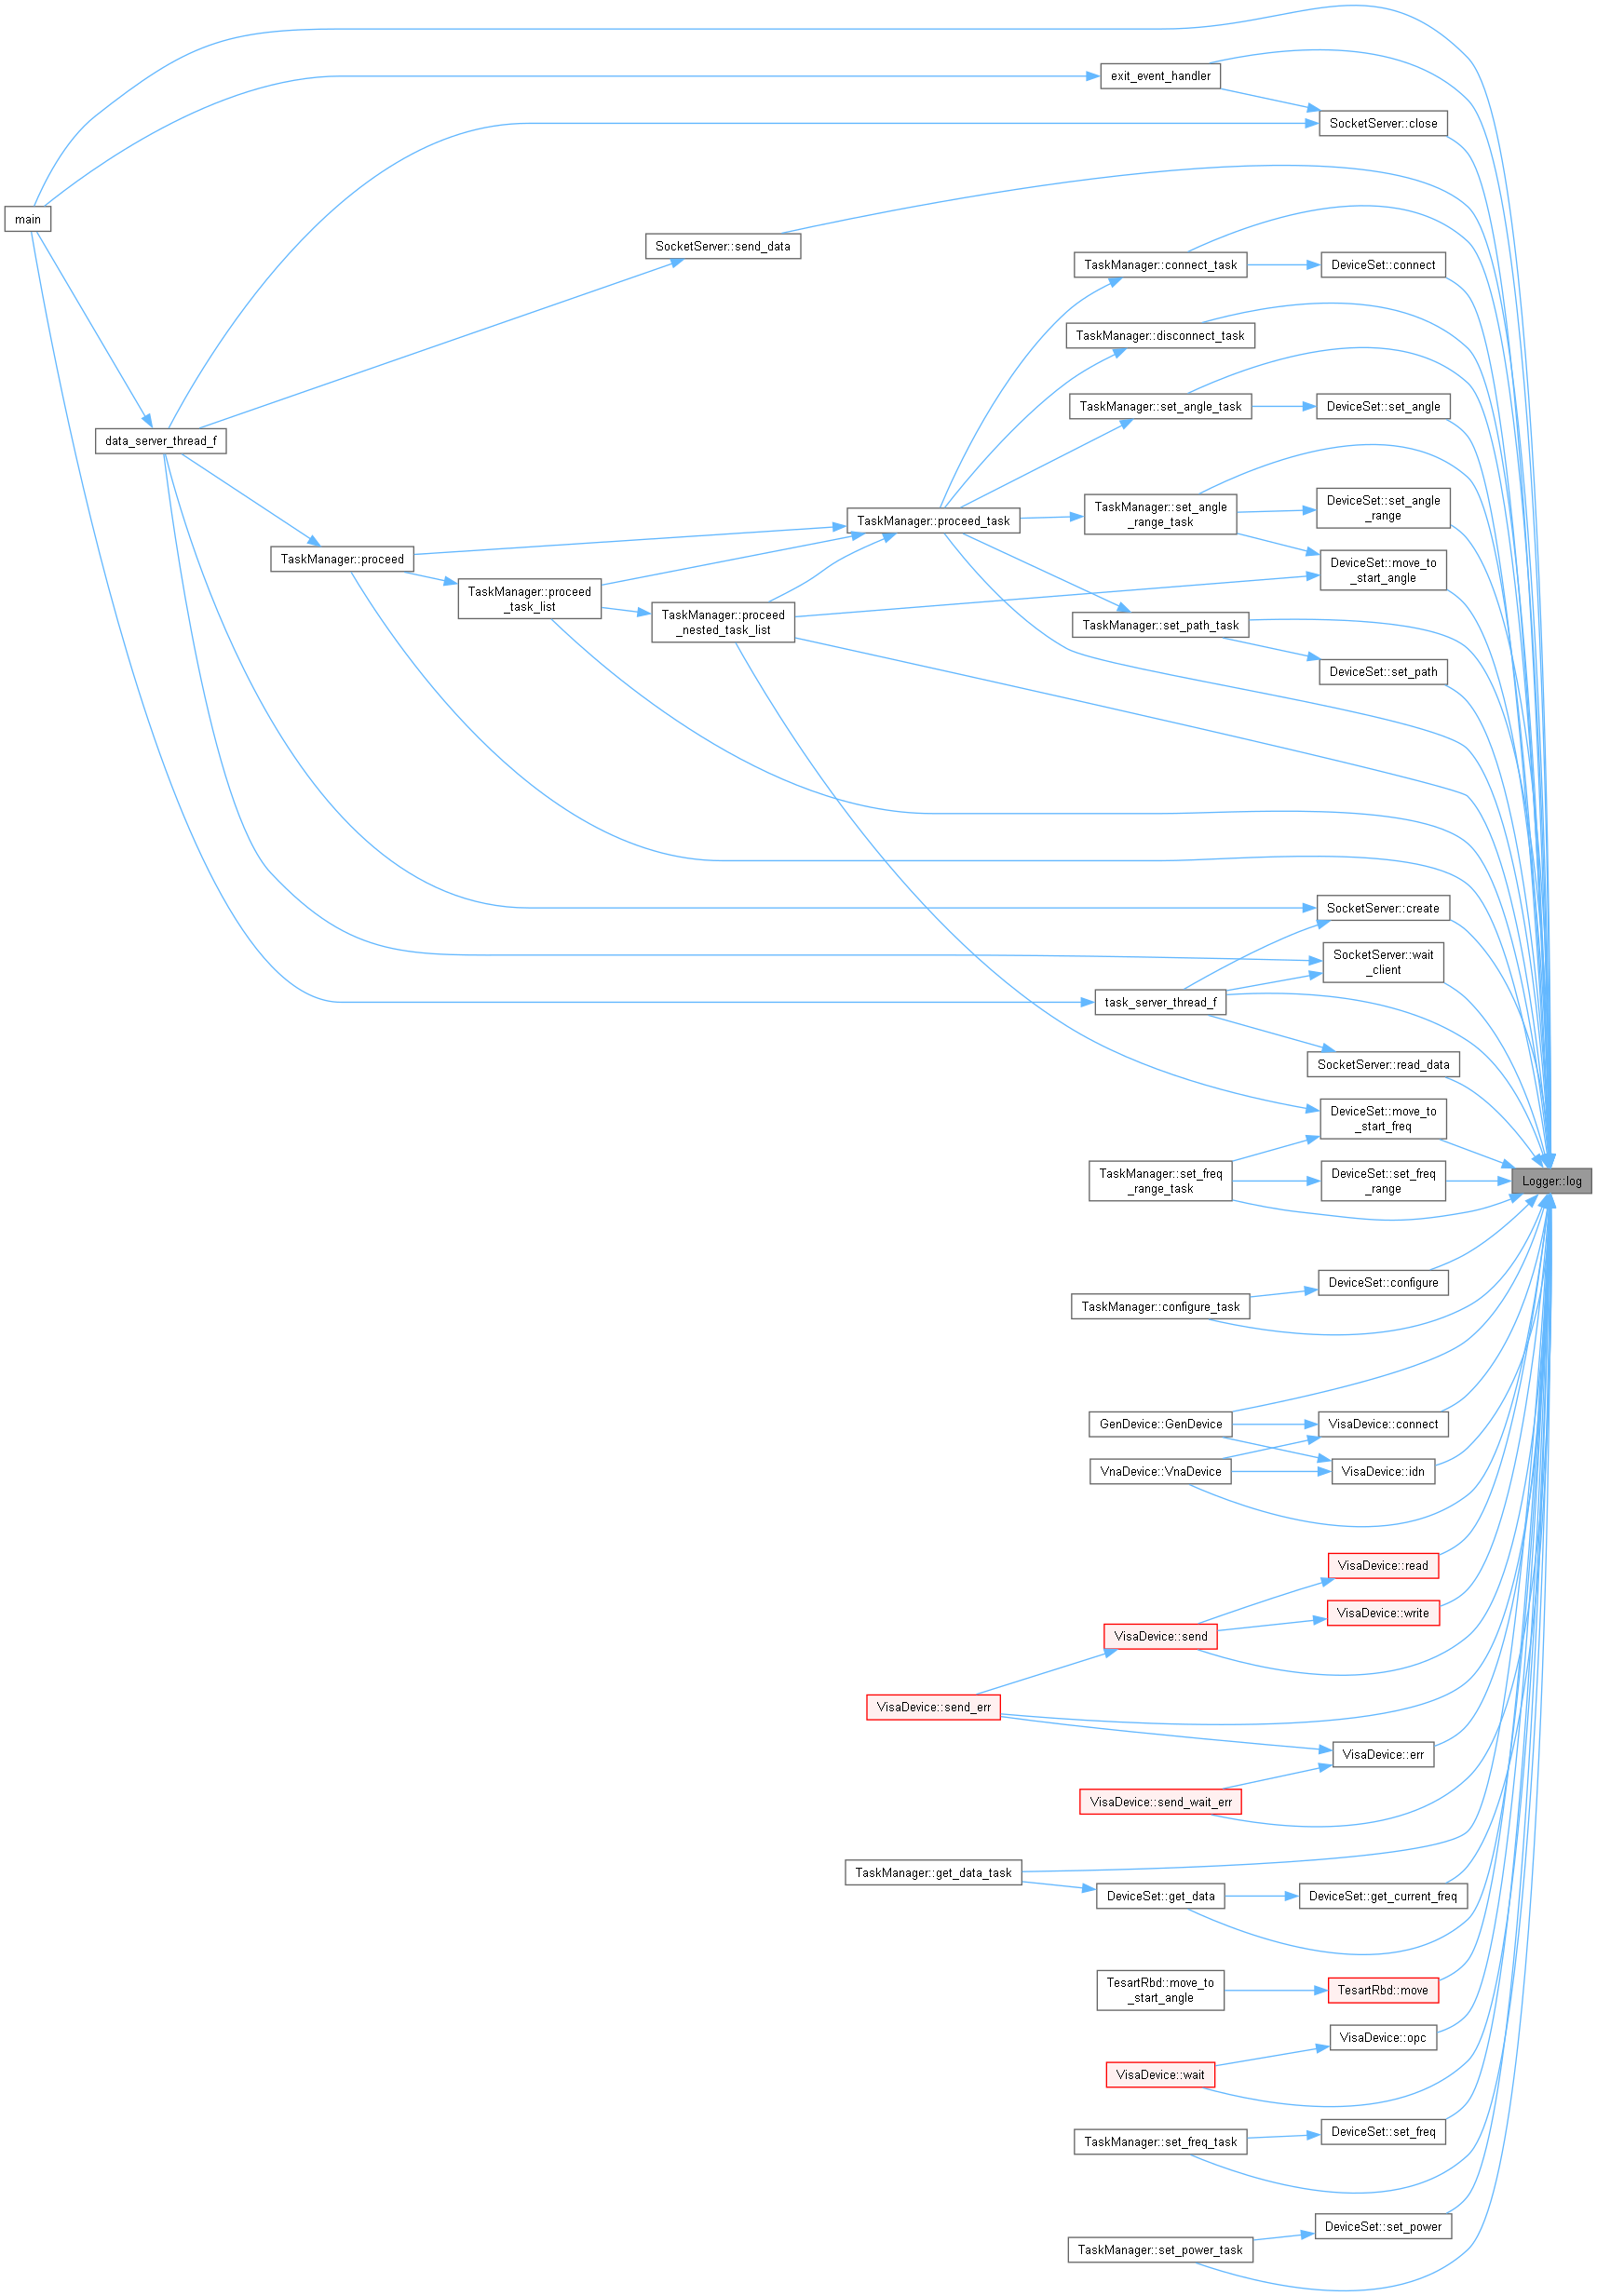 exit_event_handler
SocketServer::close
main
SocketServer::send_data
TaskManager::connect_task
DeviceSet::connect
TaskManager::disconnect_task
TaskManager::set_angle_task
DeviceSet::set_angle
data_server_thread_f
TaskManager::set_angle
_range_task
DeviceSet::set_angle
_range
TaskManager::proceed_task
TaskManager::proceed
DeviceSet::move_to
_start_angle
TaskManager::proceed
_task_list
TaskManager::proceed
_nested_task_list
TaskManager::set_path_task
DeviceSet::set_path
SocketServer::create
SocketServer::wait
_client
task_server_thread_f
SocketServer::read_data
DeviceSet::move_to
_start_freq
TaskManager::set_freq
_range_task
DeviceSet::set_freq
_range
Logger::log
DeviceSet::configure
TaskManager::configure_task
GenDevice::GenDevice
VisaDevice::connect
VnaDevice::VnaDevice
VisaDevice::idn
VisaDevice::read
VisaDevice::write
VisaDevice::send
VisaDevice::send_err
VisaDevice::err
VisaDevice::send_wait_err
TaskManager::get_data_task
DeviceSet::get_data
DeviceSet::get_current_freq
TesartRbd::move_to
_start_angle
TesartRbd::move
VisaDevice::opc
VisaDevice::wait
DeviceSet::set_freq
TaskManager::set_freq_task
DeviceSet::set_power
TaskManager::set_power_task